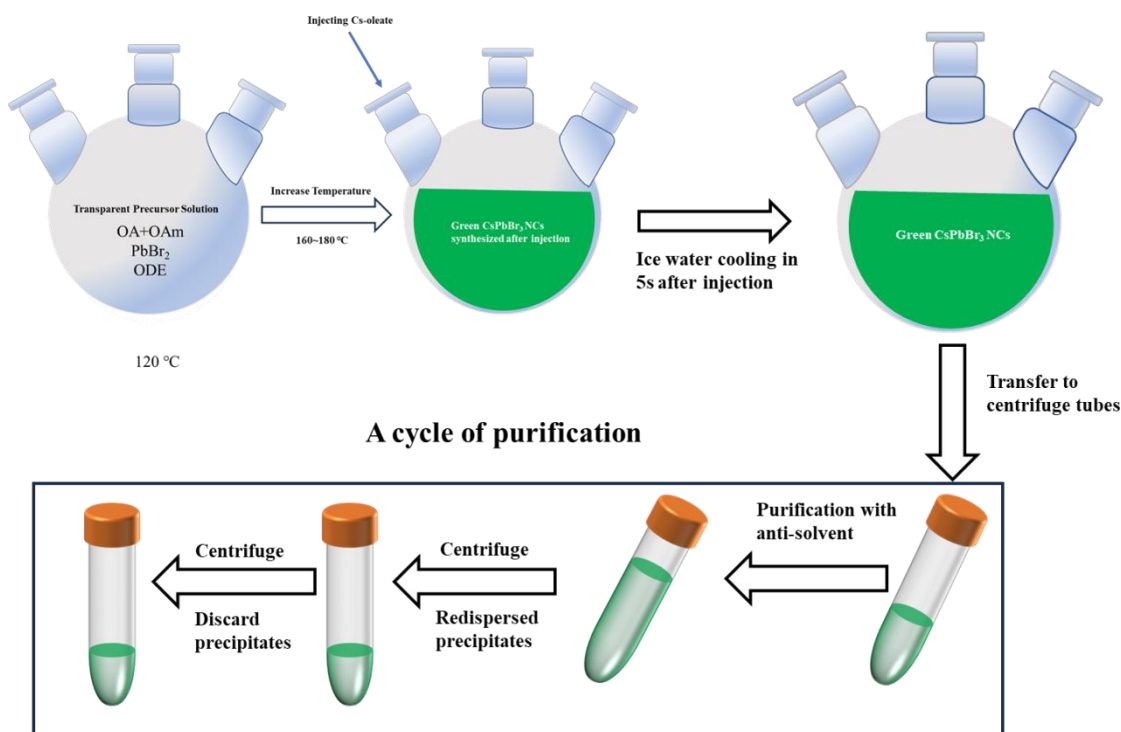 Injecting Cs-oleate
Transparent Precursor Solution
OA+OAm
PbBr₂
ODE
120 ℃
Increase Temperature
160~180 ℃
Green CsPbBr₃ NCs
synthesized after injection
Ice water cooling in
5s after injection
Green CsPbBr₃ NCs
Transfer to
centrifuge tubes
A cycle of purification
Purification with
anti-solvent
Centrifuge
Redispersed
precipitates
Centrifuge
Discard
precipitates